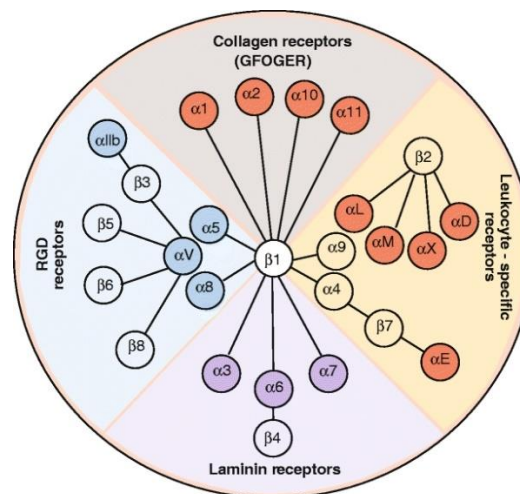 Collagen receptors
(GFOGER)
α1
α2
α10
α11
αIIb
β3
β5
αV
α5
β6
α8
β8
RGD
receptors
β1
β2
αL
αM
αX
αD
α9
α4
β7
αE
Leukocyte - specific
receptors
α3
α6
α7
β4
Laminin receptors